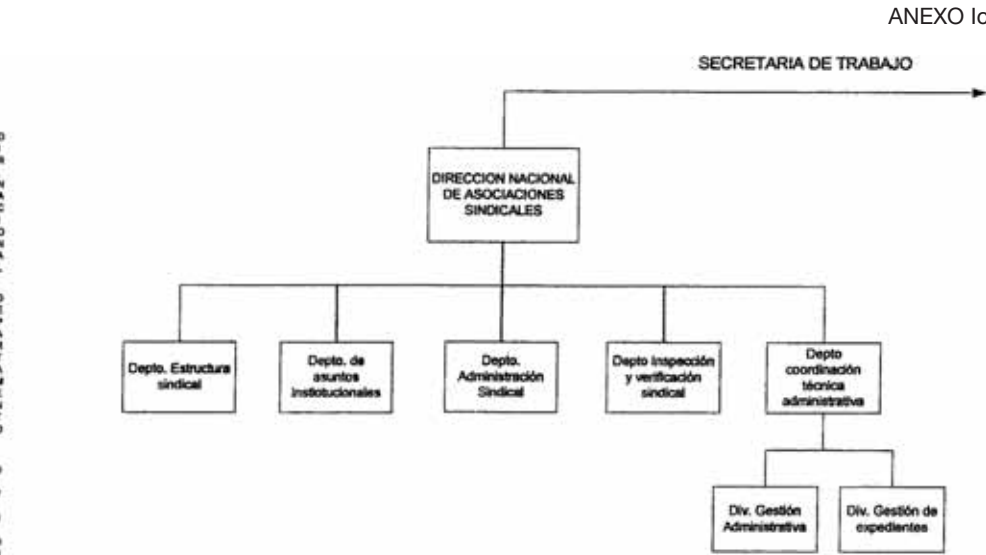 ANEXO Ic
SECRETARIA DE TRABAJO
DIRECCION NACIONAL
DE ASOCIACIONES
SINDICALES
Depto. Estructura
sindical
Depto. de
asuntos
Instiotucionales
Depto.
Administración
Sindical
Depto Inspección
y verificación
sindical
Depto
coordinación
técnica
administrativa
Div. Gestión
Administrativa
Div. Gestión de
expedientes